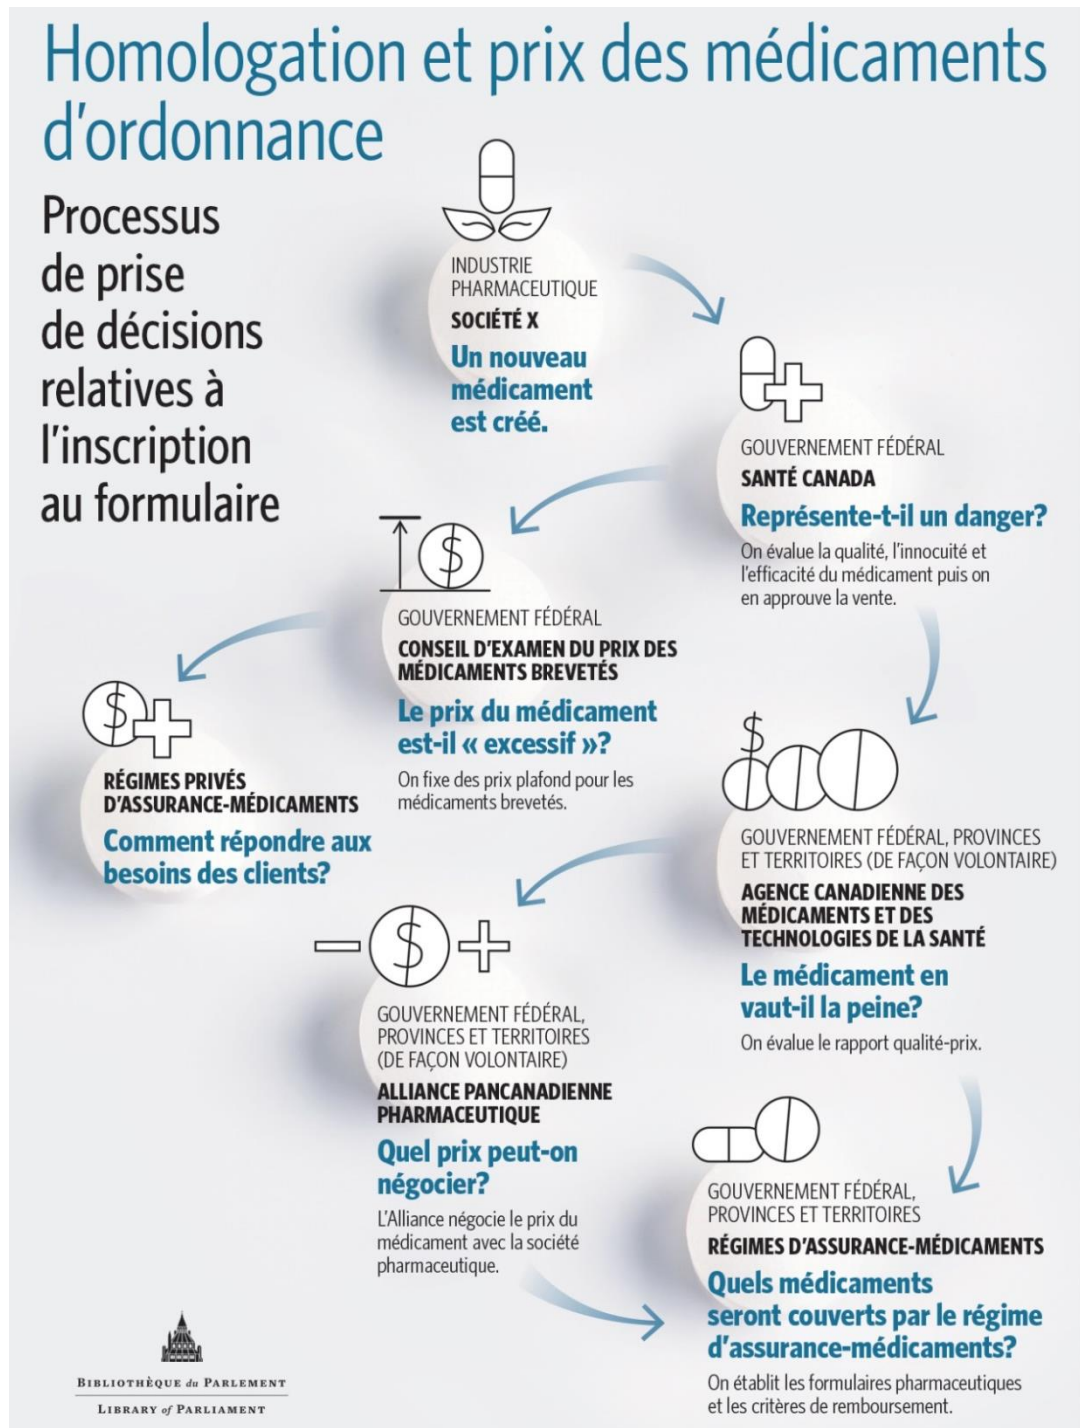 Homologation et prix des médicaments
d'ordonnance
Processus
de prise
de décisions
relatives à
l'inscription
au formulaire
INDUSTRIE
PHARMACEUTIQUE
SOCIÉTÉ X
Un nouveau
médicament
est créé.
GOUVERNEMENT FÉDÉRAL
SANTÉ CANADA
Représente-t-il un danger?
On évalue la qualité, l'innocuité et
l'efficacité du médicament puis on
en approuve la vente.
$
GOUVERNEMENT FÉDÉRAL
CONSEIL D'EXAMEN DU PRIX DES
MÉDICAMENTS BREVETÉS
Le prix du médicament
est-il « excessif »?
On fixe des prix plafond pour les
médicaments brevetés.
$
RÉGIMES PRIVÉS
D'ASSURANCE-MÉDICAMENTS
Comment répondre aux
besoins des clients?
$
GOUVERNEMENT FÉDÉRAL, PROVINCES
ET TERRITOIRES (DE FAÇON VOLONTAIRE)
AGENCE CANADIENNE DES
MÉDICAMENTS ET DES
TECHNOLOGIES DE LA SANTÉ
Le médicament en
vaut-il la peine?
On évalue le rapport qualité-prix.
$
GOUVERNEMENT FÉDÉRAL,
PROVINCES ET TERRITOIRES
(DE FAÇON VOLONTAIRE)
ALLIANCE PANCANADIENNE
PHARMACEUTIQUE
Quel prix peut-on
négocier?
L'Alliance négocie le prix du
médicament avec la société
pharmaceutique.
GOUVERNEMENT FÉDÉRAL,
PROVINCES ET TERRITOIRES
RÉGIMES D'ASSURANCE-MÉDICAMENTS
Quels médicaments
seront couverts par le régime
d'assurance-médicaments?
On établit les formulaires pharmaceutiques
et les critères de remboursement.
BIBLIOTHÈQUE du PARLEMENT
LIBRARY of PARLIAMENT